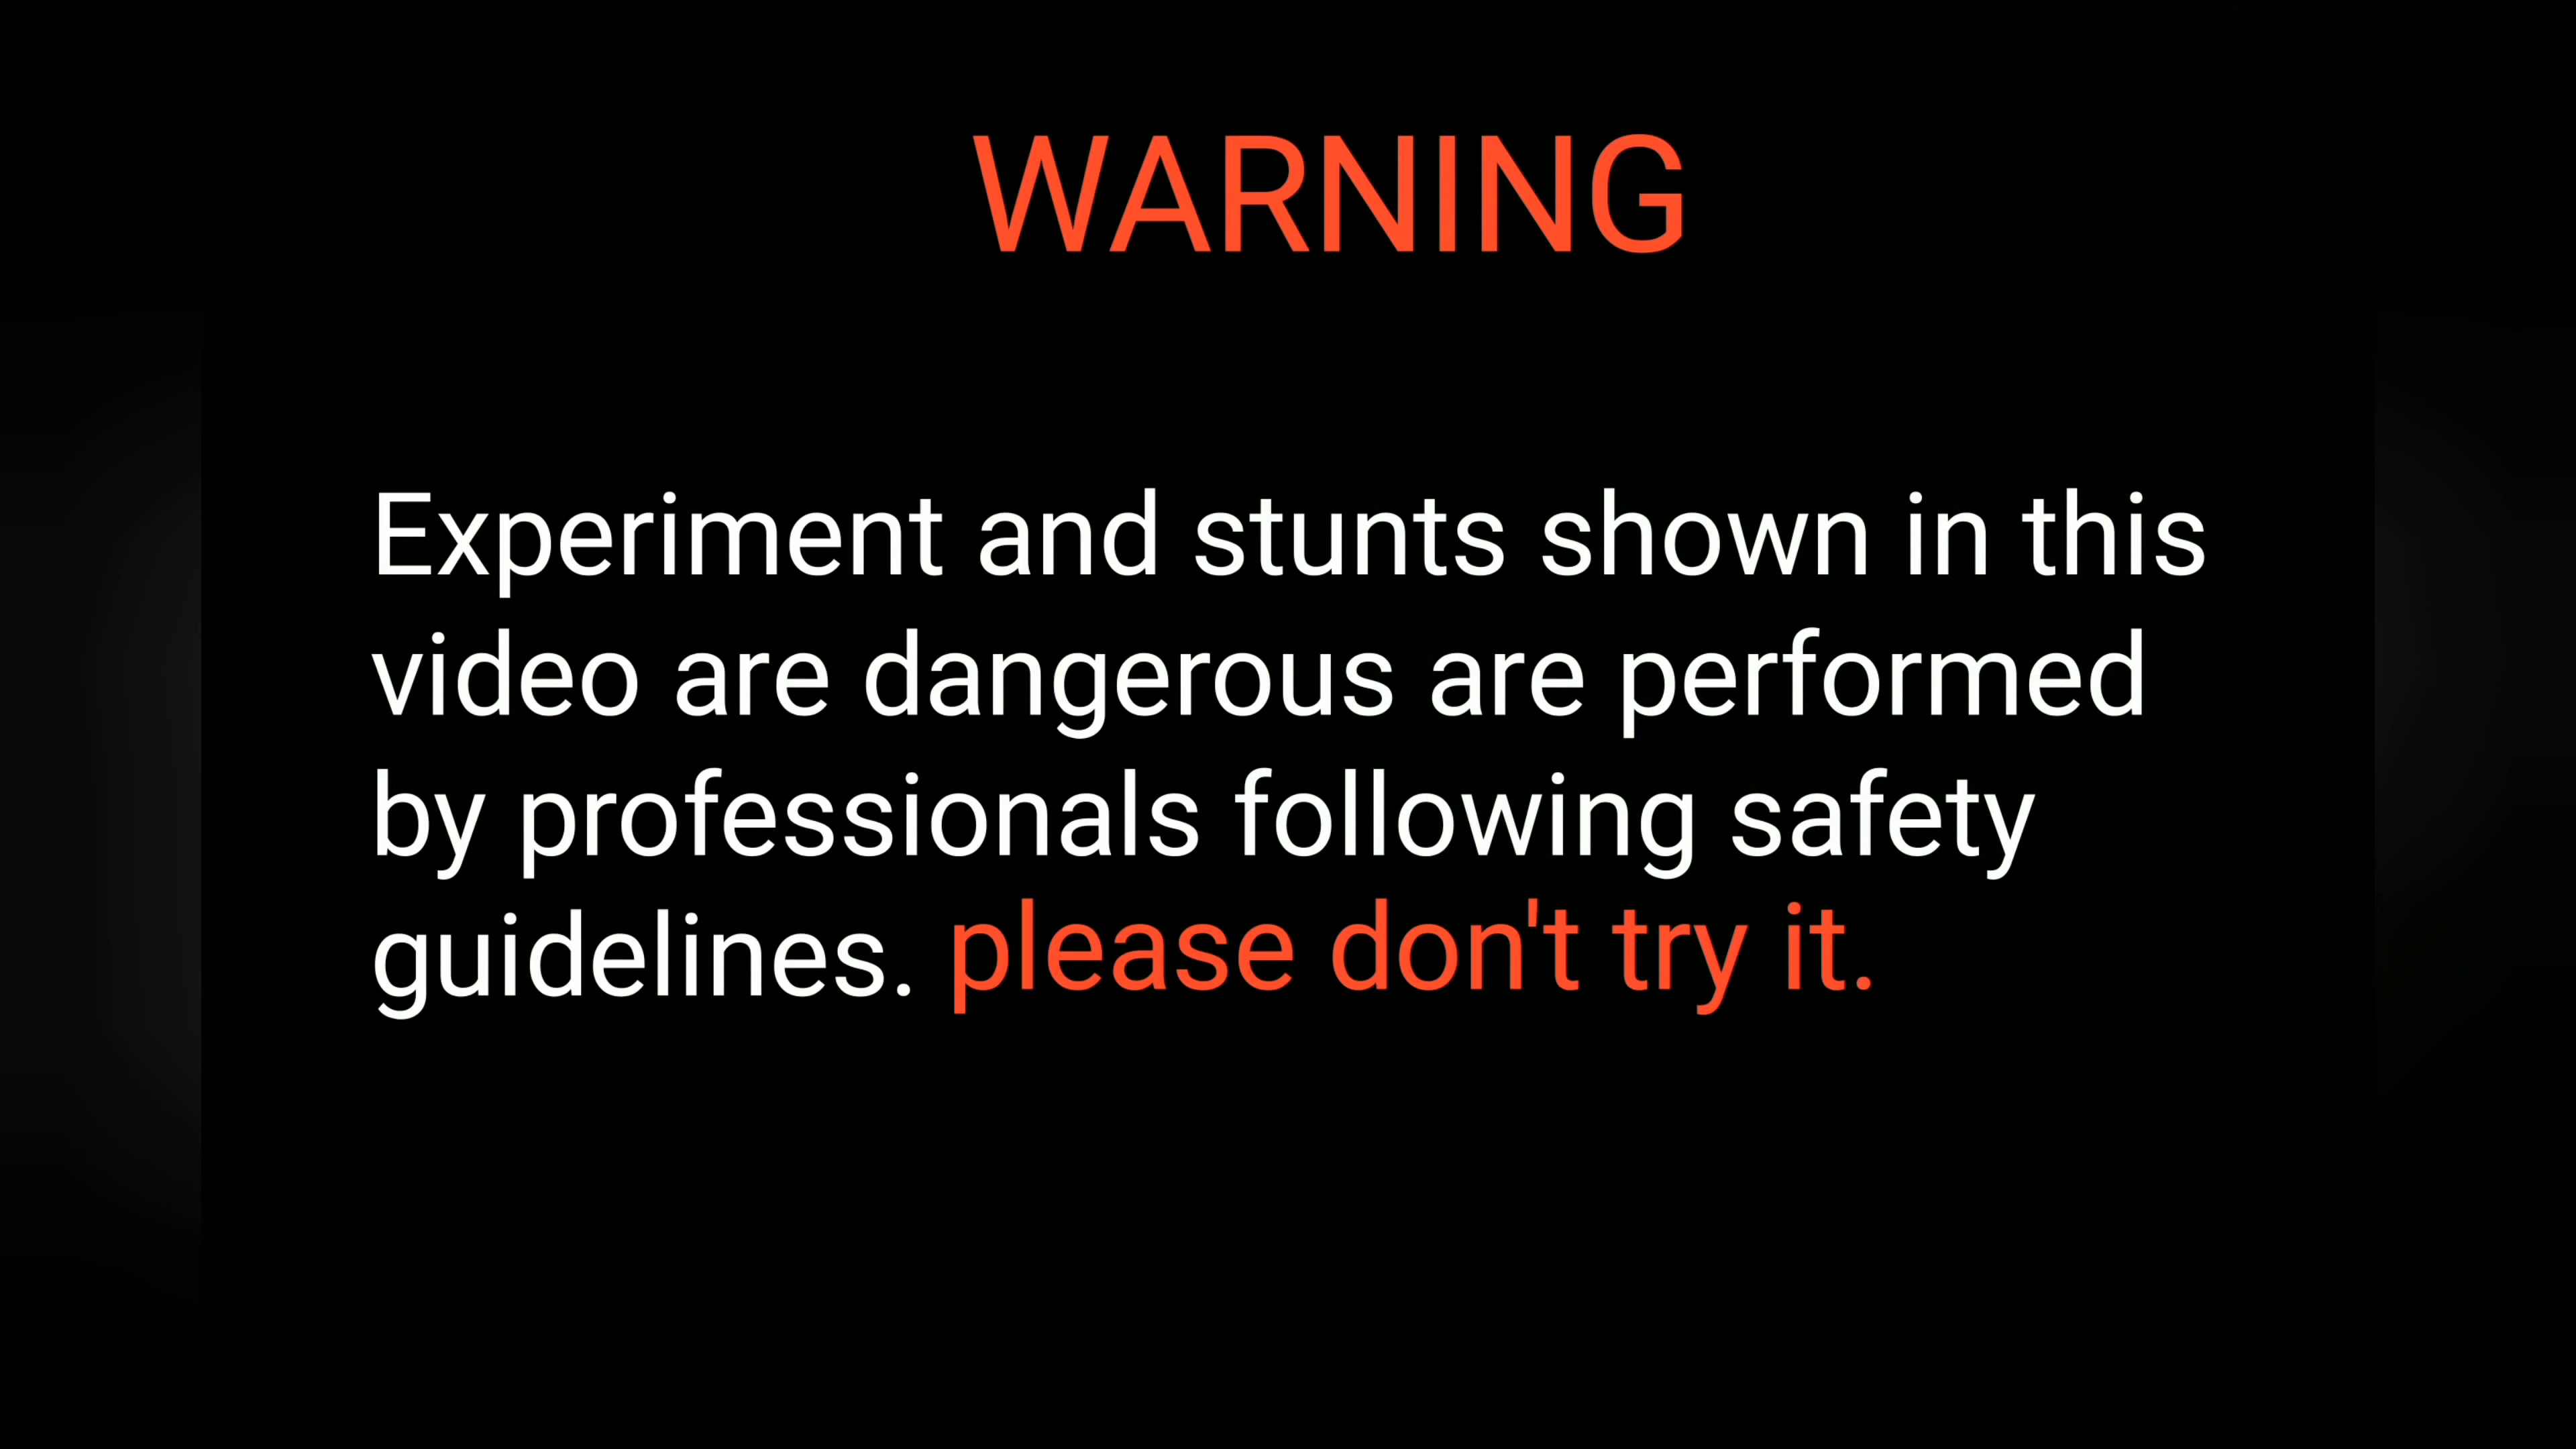 WARNING
Experiment and stunts shown in this
video are dangerous are performed
by professionals following safety
guidelines. please don't try it.